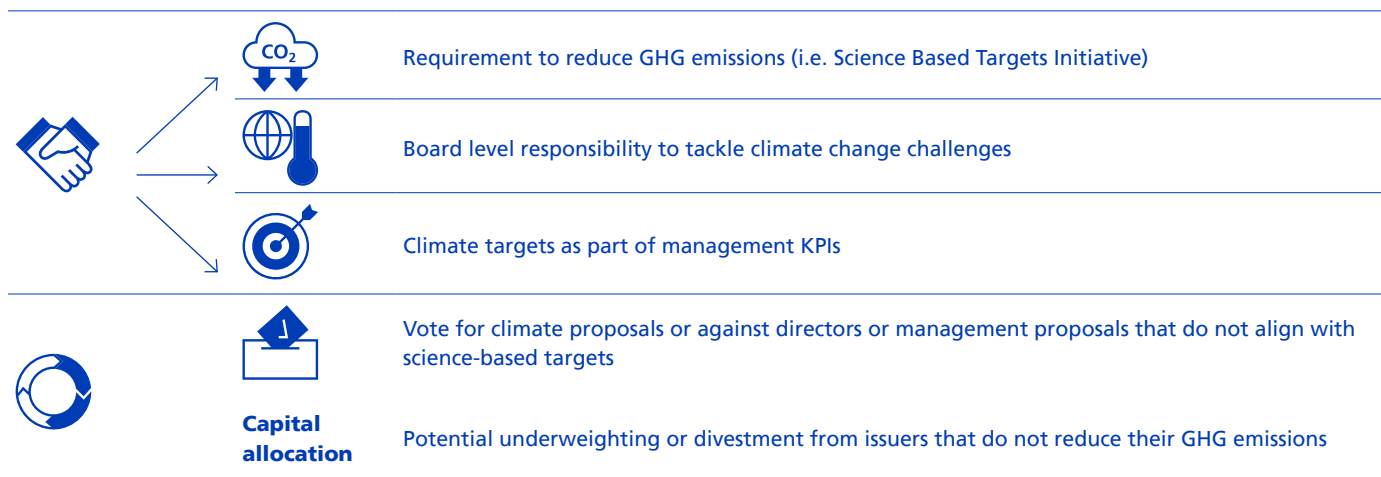 CO₂
Requirement to reduce GHG emissions (i.e. Science Based Targets Initiative)
Board level responsibility to tackle climate change challenges
Climate targets as part of management KPIs
Vote for climate proposals or against directors or management proposals that do not align with
science-based targets
Capital
allocation
Potential underweighting or divestment from issuers that do not reduce their GHG emissions